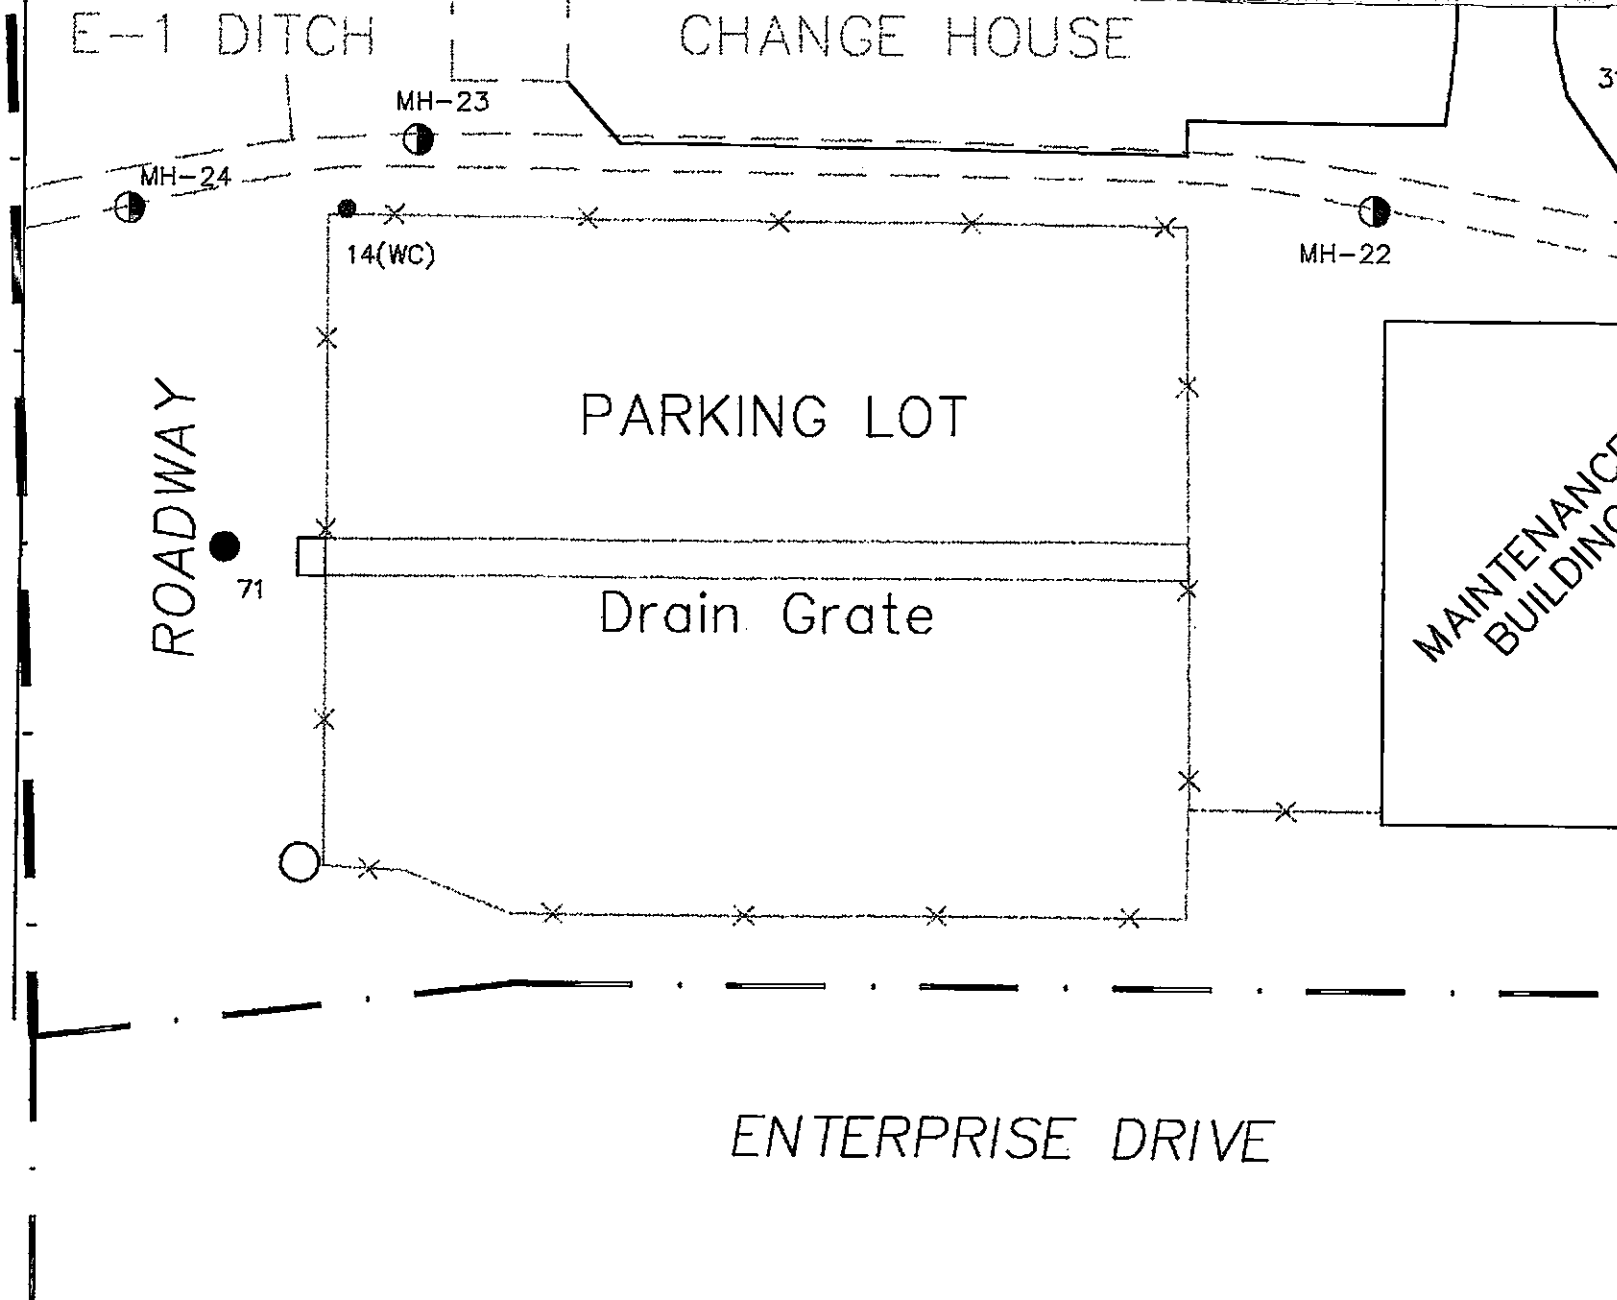 E-1 DITCH
CHANGE HOUSE
MH-23
MH-24
14(WC)
MH-22
PARKING LOT
ROADWAY
71
Drain Grate
MAINTENANCE
BUILDING
ENTERPRISE DRIVE